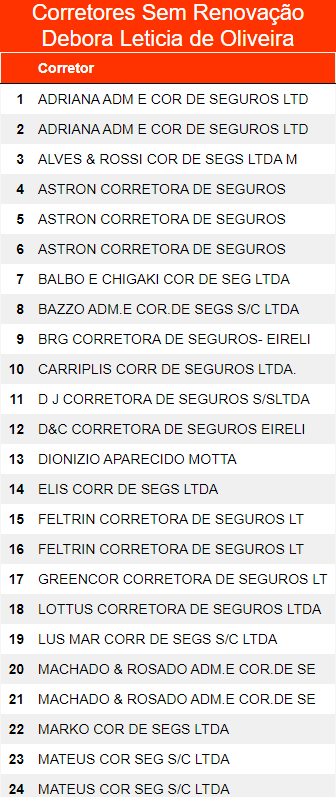 Corretores Sem Renovação
Debora Leticia de Oliveira
Corretor
1 ADRIANA ADM E COR DE SEGUROS LTD
2 ADRIANA ADM E COR DE SEGUROS LTD
3 ALVES & ROSSI COR DE SEGS LTDA M
4 ASTRON CORRETORA DE SEGUROS
5 ASTRON CORRETORA DE SEGUROS
6 ASTRON CORRETORA DE SEGUROS
7 BALBO E CHIGAKI COR DE SEG LTDA
8 BAZZO ADM.E COR.DE SEGS S/C LTDA
9 BRG CORRETORA DE SEGUROS- EIRELI
10 CARRIPLIS CORR DE SEGUROS LTDA.
11 D J CORRETORA DE SEGUROS S/SLTDA
12 D&C CORRETORA DE SEGUROS EIRELI
13 DIONIZIO APARECIDO MOTTA
14 ELIS CORR DE SEGS LTDA
15 FELTRIN CORRETORA DE SEGUROS LT
16 FELTRIN CORRETORA DE SEGUROS LT
17 GREENCOR CORRETORA DE SEGUROS LT
18 LOTTUS CORRETORA DE SEGUROS LTDA
19 LUS MAR CORR DE SEGS S/C LTDA
20 MACHADO & ROSADO ADM.E COR.DE SE
21 MACHADO & ROSADO ADM.E COR.DE SE
22 MARKO COR DE SEGS LTDA
23 MATEUS COR SEG S/C LTDA
24 MATEUS COR SEG S/C LTDA